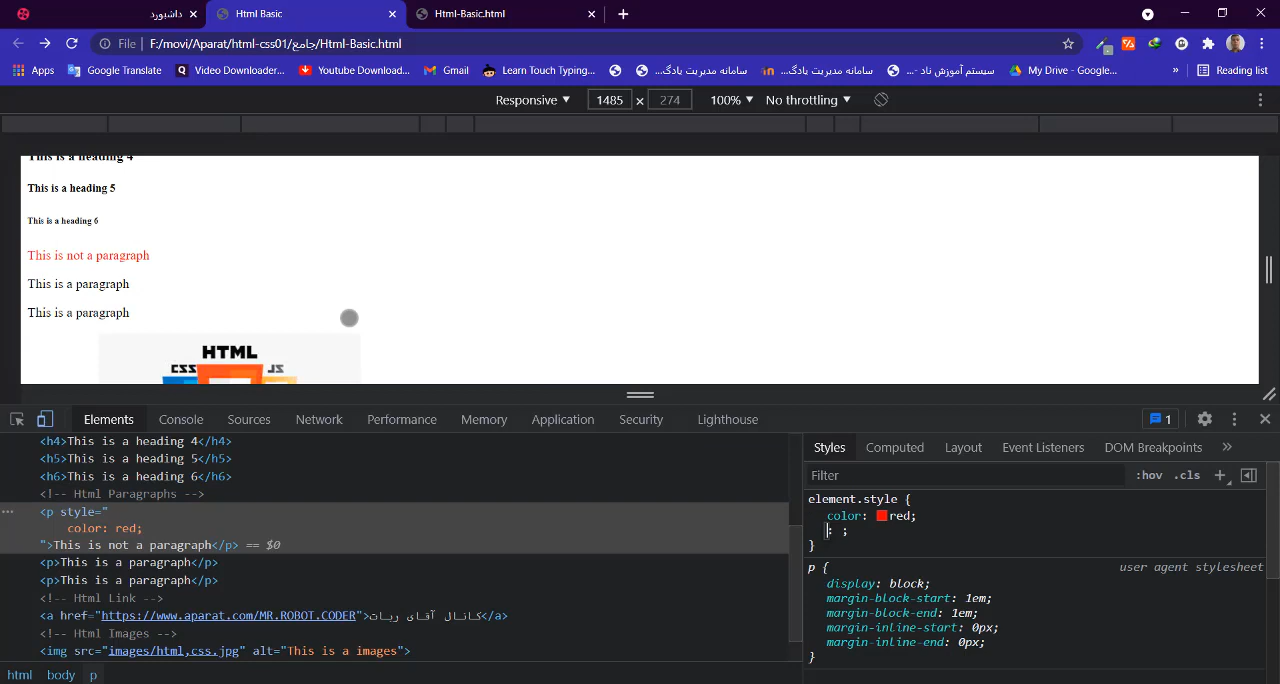 داشبورد
Html Basic
Html-Basic.html
File
F:/movi/Aparat/html-css01/جامع/Html-Basic.html
Apps
Google Translate
Video Downloader...
Youtube Download...
Gmail
Learn Touch Typing...
سامانه مدیریت یادگ...
سامانه مدیریت یادگ...
سیستم آموزش ناد -...
My Drive - Google...
»
Reading list
Responsive
1485 x 274
100%
No throttling
This is a heading 4
This is a heading 5
This is a heading 6
This is not a paragraph
This is a paragraph
This is a paragraph
HTML
CSS
JS
Elements
Console
Sources
Network
Performance
Memory
Application
Security
Lighthouse
1
<h4>This is a heading 4</h4>
<h5>This is a heading 5</h5>
<h6>This is a heading 6</h6>
<!-- Html Paragraphs -->
<p style="
color: red;
">This is not a paragraph</p> == $0
<p>This is a paragraph</p>
<p>This is a paragraph</p>
<!-- Html Link -->
<a href="https://www.aparat.com/MR.ROBOT.CODER">کانال آقای ربات</a>
<!-- Html Images -->
<img src="images/html,css.jpg" alt="This is a images">
html body p
Styles
Computed
Layout
Event Listeners
DOM Breakpoints
»
Filter
:hov .cls +
element.style {
color: red;
: ;
}
p {
user agent stylesheet
display: block;
margin-block-start: 1em;
margin-block-end: 1em;
margin-inline-start: 0px;
margin-inline-end: 0px;
}